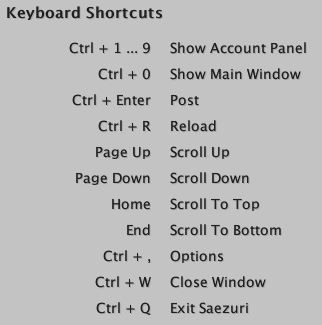 Keyboard Shortcuts
Ctrl + 1 ... 9 Show Account Panel
Ctrl + 0 Show Main Window
Ctrl + Enter Post
Ctrl + R Reload
Page Up Scroll Up
Page Down Scroll Down
Home Scroll To Top
End Scroll To Bottom
Ctrl + , Options
Ctrl + W Close Window
Ctrl + Q Exit Saezuri